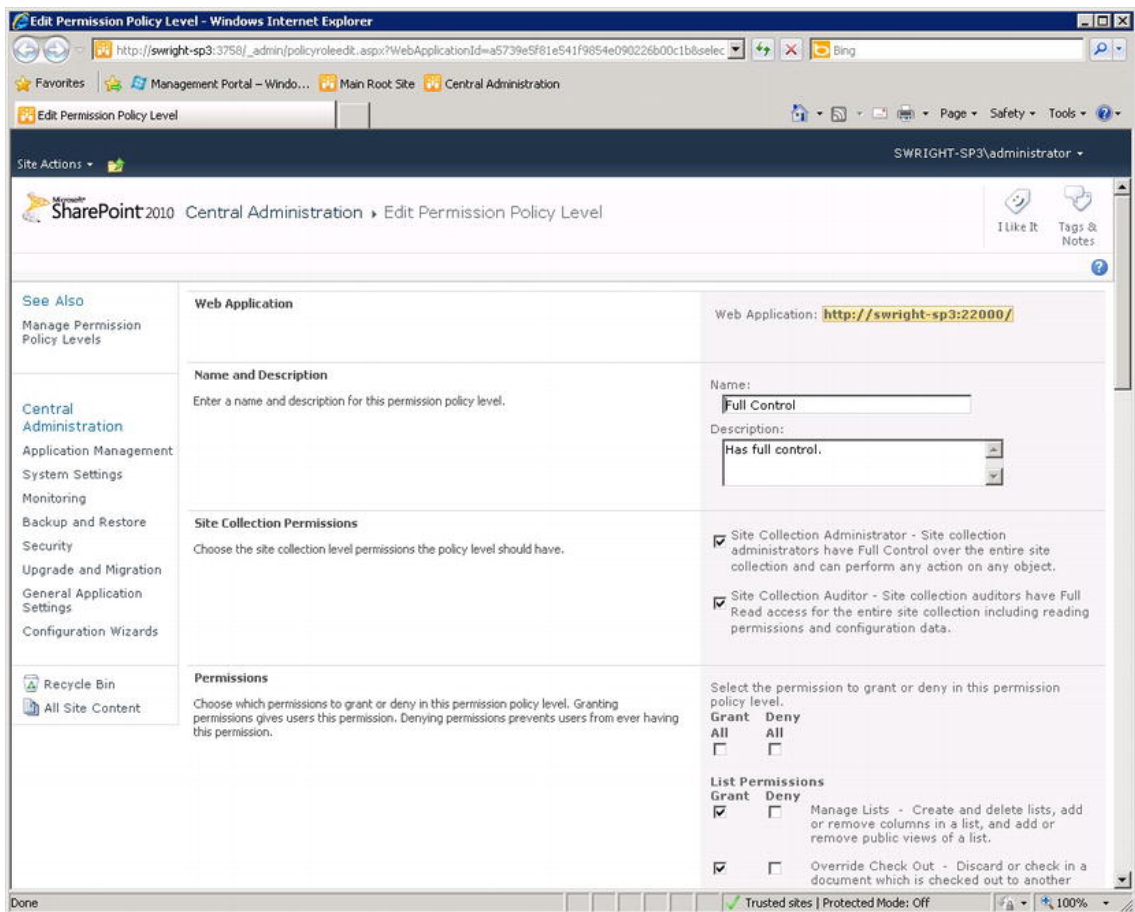 Edit Permission Policy Level - Windows Internet Explorer
http://swright-sp3:3758/_admin/policyroleedit.aspx?WebApplicationId=a5739e5f81e541f9854e090226b00c1b&selec
Bing
Favorites Management Portal – Windo... Main Root Site Central Administration
Edit Permission Policy Level
Page Safety Tools
Site Actions
SWRIGHT-SP3\administrator
Microsoft
SharePoint 2010 Central Administration Edit Permission Policy Level
I Like It
Tags &
Notes
See Also
Manage Permission
Policy Levels
Central
Administration
Application Management
System Settings
Monitoring
Backup and Restore
Security
Upgrade and Migration
General Application
Settings
Configuration Wizards
Recycle Bin
All Site Content
Web Application
Web Application: http://swright-sp3:22000/
Name and Description
Enter a name and description for this permission policy level.
Name:
Full Control
Description:
Has full control.
Site Collection Permissions
Choose the site collection level permissions the policy level should have.
Site Collection Administrator - Site collection
administrators have Full Control over the entire site
collection and can perform any action on any object.
Site Collection Auditor - Site collection auditors have Full
Read access for the entire site collection including reading
permissions and configuration data.
Permissions
Choose which permissions to grant or deny in this permission policy level. Granting
permissions gives users this permission. Denying permissions prevents users from ever having
this permission.
Select the permission to grant or deny in this permission
policy level.
Grant Deny
All All
List Permissions
Grant Deny
Manage Lists - Create and delete lists, add
or remove columns in a list, and add or
remove public views of a list.
Override Check Out - Discard or check in a
document which is checked out to another
Done
Trusted sites | Protected Mode: Off
100%